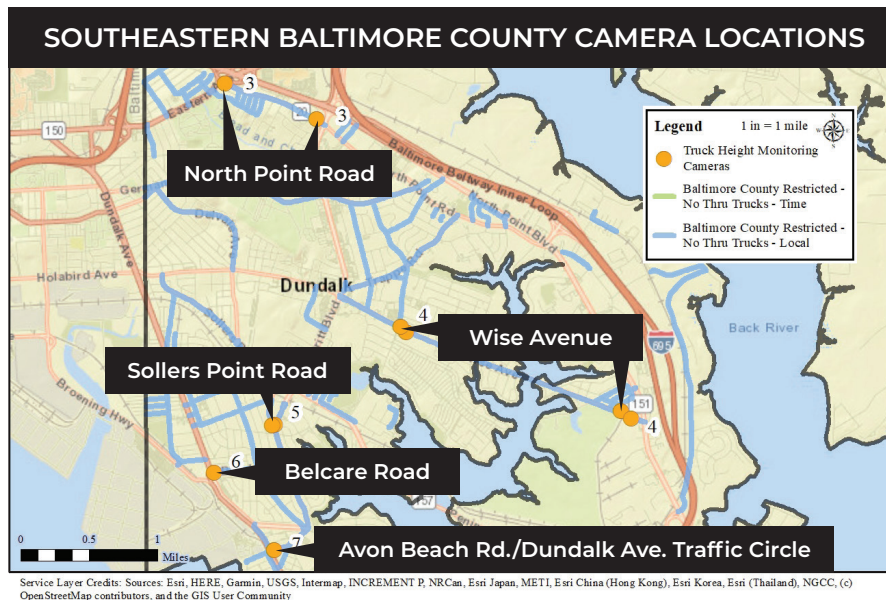 SOUTHEASTERN BALTIMORE COUNTY CAMERA LOCATIONS
3
Eastern
150
20
3
North Point Road
Baltimore Beltway Inner Loop
Legend 1 in = 1 mile
Truck Height Monitoring
Cameras
Baltimore County Restricted -
No Thru Trucks - Time
Baltimore County Restricted -
No Thru Trucks - Local
North Point Blvd
Dundalk Ave
Holabird Ave
Dundalk
4
Wise Avenue
Back River
695
Sollers Point Road
151
4
Broening Hwy
5
6
Belcare Road
157
7
Avon Beach Rd./Dundalk Ave. Traffic Circle
0 0.5 1
Miles
Service Layer Credits: Sources: Esri, HERE, Garmin, USGS, Intermap, INCREMENT P, NRCan, Esri Japan, METI, Esri China (Hong Kong), Esri Korea, Esri (Thailand), NGCC, (c)
OpenStreetMap contributors, and the GIS User Community